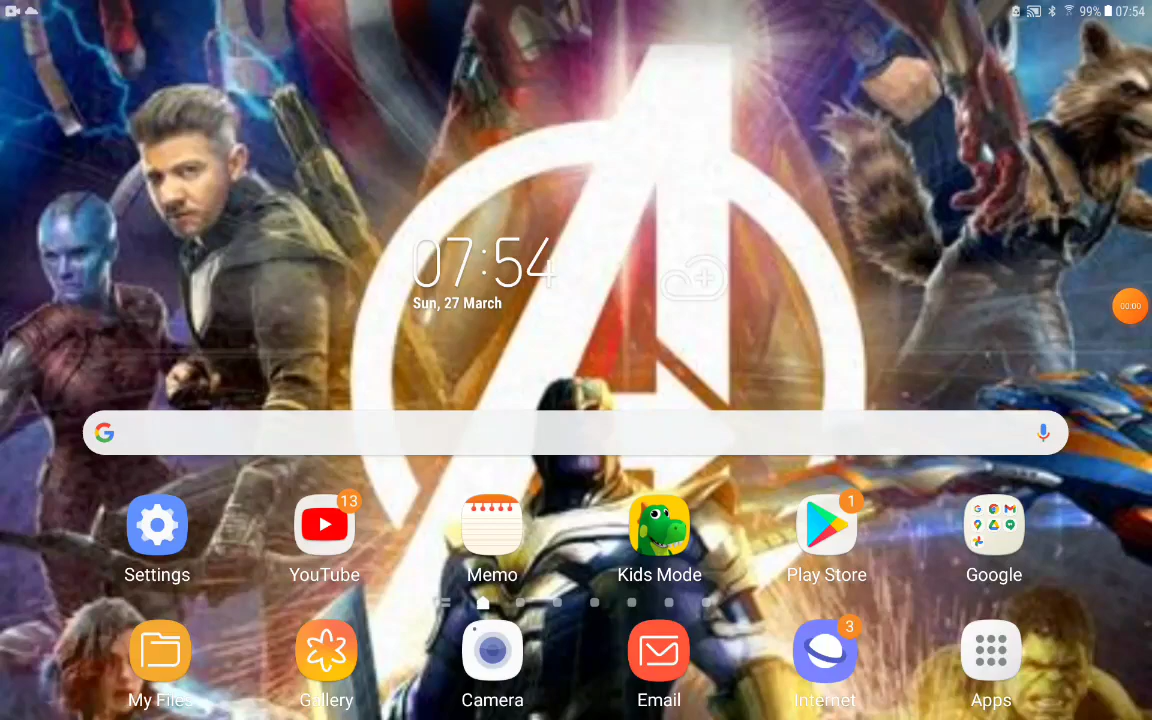 99% 07:54
07:54
Sun, 27 March
00:00
13
1
Settings
YouTube
Memo
Kids Mode
Play Store
Google
3
My Files
Gallery
Camera
Email
Internet
Apps